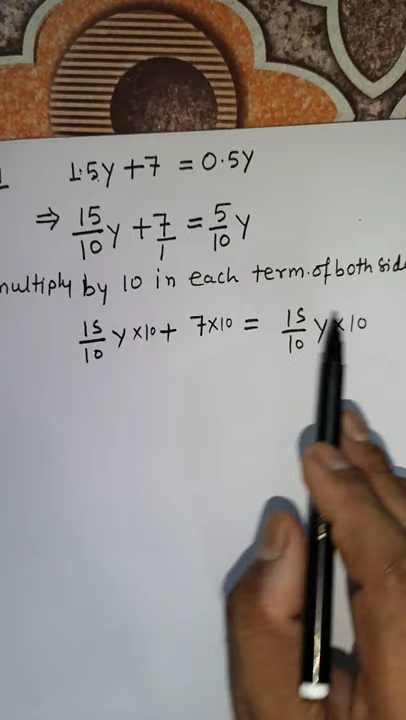 1.5y + 7 = 0.5y
⇒ 15/10 y + 7/1 = 5/10 y
multiply by 10 in each term of both side
15/10 y × 10 + 7 × 10 = 15/10 y × 10